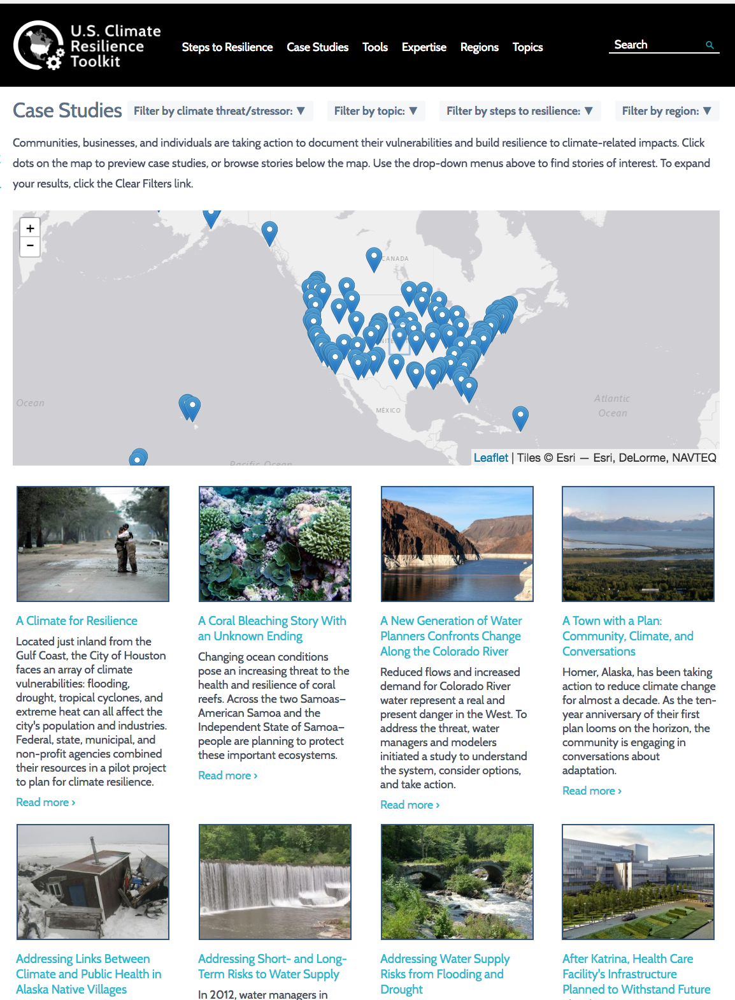 U.S. Climate
Resilience
Toolkit
Steps to Resilience Case Studies Tools Expertise Regions Topics
Search
Case Studies
Filter by climate threat/stressor: ▼
Filter by topic: ▼
Filter by steps to resilience: ▼
Filter by region: ▼
Communities, businesses, and individuals are taking action to document their vulnerabilities and build resilience to climate-related impacts. Click
dots on the map to preview case studies, or browse stories below the map. Use the drop-down menus above to find stories of interest. To expand
your results, click the Clear Filters link.
+
−
CANADA
MÉXICO
Ocean
Atlantic
Ocean
Pacific Ocean
Leaflet | Tiles © Esri — Esri, DeLorme, NAVTEQ
A Climate for Resilience
Located just inland from the
Gulf Coast, the City of Houston
faces an array of climate
vulnerabilities: flooding,
drought, tropical cyclones, and
extreme heat can all affect the
city's population and industries.
Federal, state, municipal, and
non-profit agencies combined
their resources in a pilot project
to plan for climate resilience.
Read more ›
A Coral Bleaching Story With
an Unknown Ending
Changing ocean conditions
pose an increasing threat to the
health and resilience of coral
reefs. Across the two Samoas—
American Samoa and the
Independent State of Samoa—
people are planning to protect
these important ecosystems.
Read more ›
A New Generation of Water
Planners Confronts Change
Along the Colorado River
Reduced flows and increased
demand for Colorado River
water represent a real and
present danger in the West. To
address the threat, water
managers and modelers
initiated a study to understand
the system, consider options,
and take action.
Read more ›
A Town with a Plan:
Community, Climate, and
Conversations
Homer, Alaska, has been taking
action to reduce climate change
for almost a decade. As the ten-
year anniversary of their first
plan looms on the horizon, the
community is engaging in
conversations about
adaptation.
Read more ›
Addressing Links Between
Climate and Public Health in
Alaska Native Villages
Addressing Short- and Long-
Term Risks to Water Supply
In 2012, water managers in
Addressing Water Supply
Risks from Flooding and
Drought
After Katrina, Health Care
Facility's Infrastructure
Planned to Withstand Future